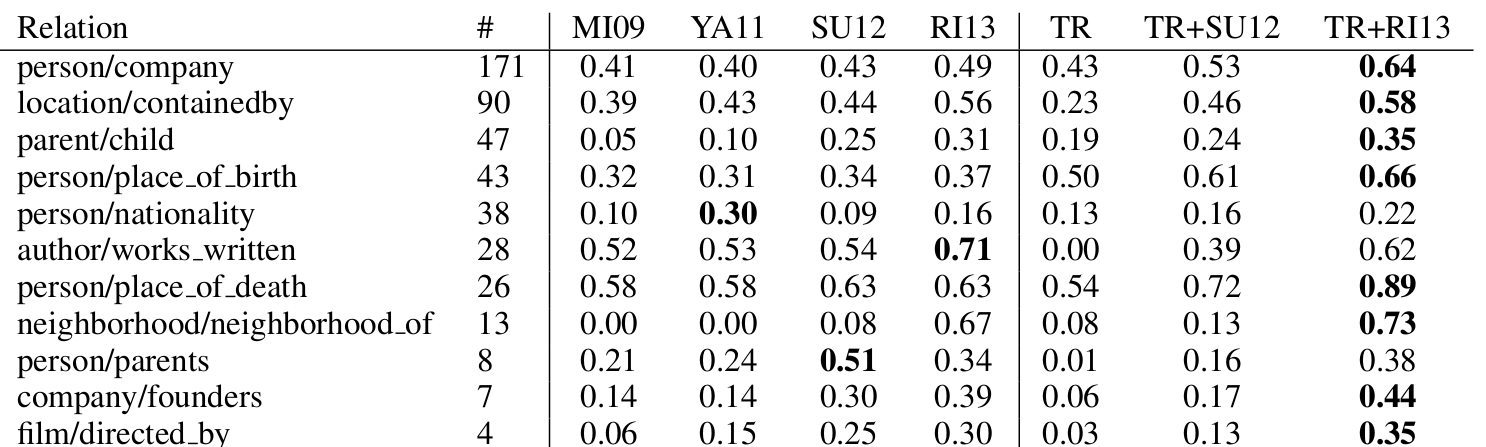 Relation # MI09 YA11 SU12 RI13 TR TR+SU12 TR+RI13
person/company 171 0.41 0.40 0.43 0.49 0.43 0.53 0.64
location/containedby 90 0.39 0.43 0.44 0.56 0.23 0.46 0.58
parent/child 47 0.05 0.10 0.25 0.31 0.19 0.24 0.35
person/place_of_birth 43 0.32 0.31 0.34 0.37 0.50 0.61 0.66
person/nationality 38 0.10 0.30 0.09 0.16 0.13 0.16 0.22
author/works_written 28 0.52 0.53 0.54 0.71 0.00 0.39 0.62
person/place_of_death 26 0.58 0.58 0.63 0.63 0.54 0.72 0.89
neighborhood/neighborhood_of 13 0.00 0.00 0.08 0.67 0.08 0.13 0.73
person/parents 8 0.21 0.24 0.51 0.34 0.01 0.16 0.38
company/founders 7 0.14 0.14 0.30 0.39 0.06 0.17 0.44
film/directed_by 4 0.06 0.15 0.25 0.30 0.03 0.13 0.35